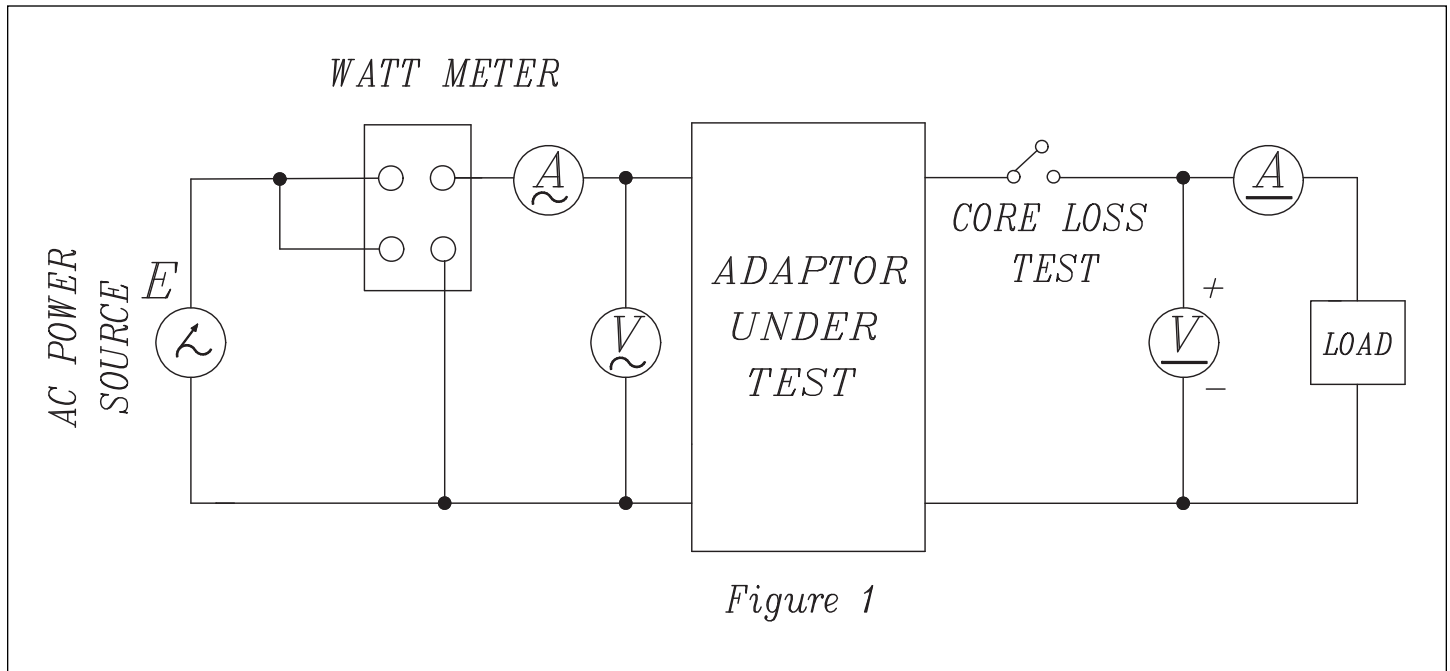 WATT METER
A
A
CORE LOSS
TEST
AC POWER
SOURCE
E
V
ADAPTOR
UNDER
TEST
+
V
−
LOAD
Figure 1